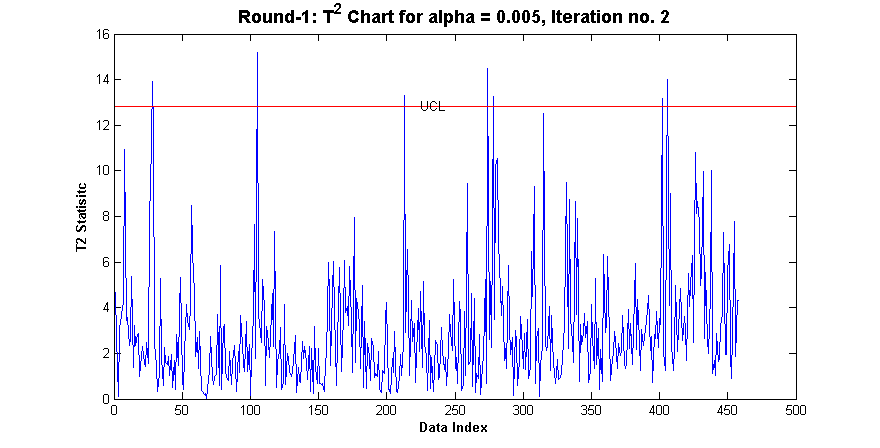 Round-1: T2 Chart for alpha = 0.005, Iteration no. 2
16
14
12
10
8
6
4
2
0
UCL
T2 Statisitc
0 50 100 150 200 250 300 350 400 450 500
Data Index